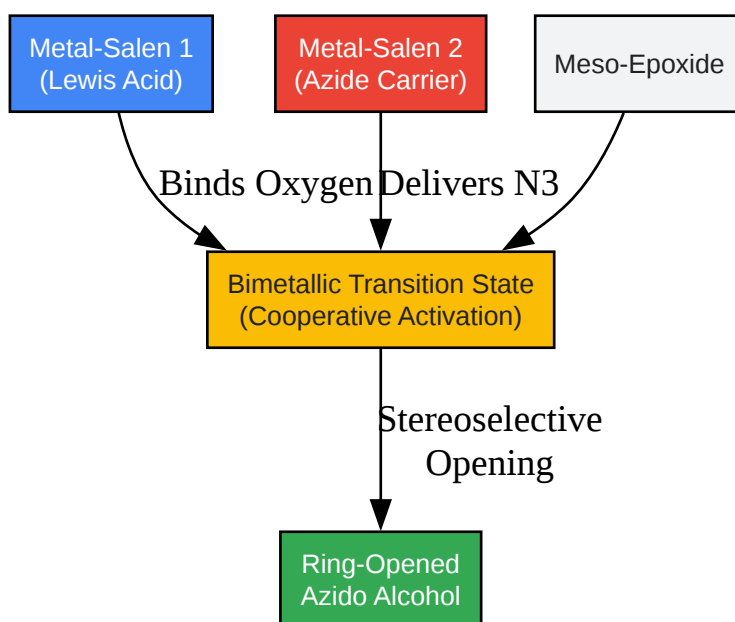 Metal-Salen 1
(Lewis Acid)
Metal-Salen 2
(Azide Carrier)
Meso-Epoxide
Binds Oxygen
Delivers N3
Bimetallic Transition State
(Cooperative Activation)
Stereoselective
Opening
Ring-Opened
Azido Alcohol